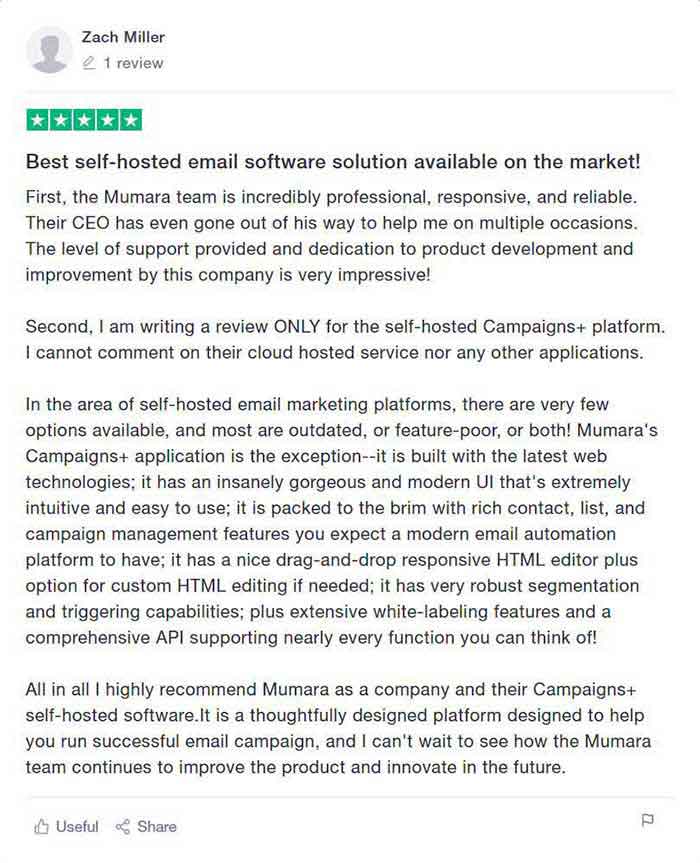 Zach Miller
1 review
Best self-hosted email software solution available on the market!
First, the Mumara team is incredibly professional, responsive, and reliable.
Their CEO has even gone out of his way to help me on multiple occasions.
The level of support provided and dedication to product development and
improvement by this company is very impressive!
Second, I am writing a review ONLY for the self-hosted Campaigns+ platform.
I cannot comment on their cloud hosted service nor any other applications.
In the area of self-hosted email marketing platforms, there are very few
options available, and most are outdated, or feature-poor, or both! Mumara's
Campaigns+ application is the exception--it is built with the latest web
technologies; it has an insanely gorgeous and modern UI that's extremely
intuitive and easy to use; it is packed to the brim with rich contact, list, and
campaign management features you expect a modern email automation
platform to have; it has a nice drag-and-drop responsive HTML editor plus
option for custom HTML editing if needed; it has very robust segmentation
and triggering capabilities; plus extensive white-labeling features and a
comprehensive API supporting nearly every function you can think of!
All in all I highly recommend Mumara as a company and their Campaigns+
self-hosted software.It is a thoughtfully designed platform designed to help
you run successful email campaign, and I can't wait to see how the Mumara
team continues to improve the product and innovate in the future.
Useful Share